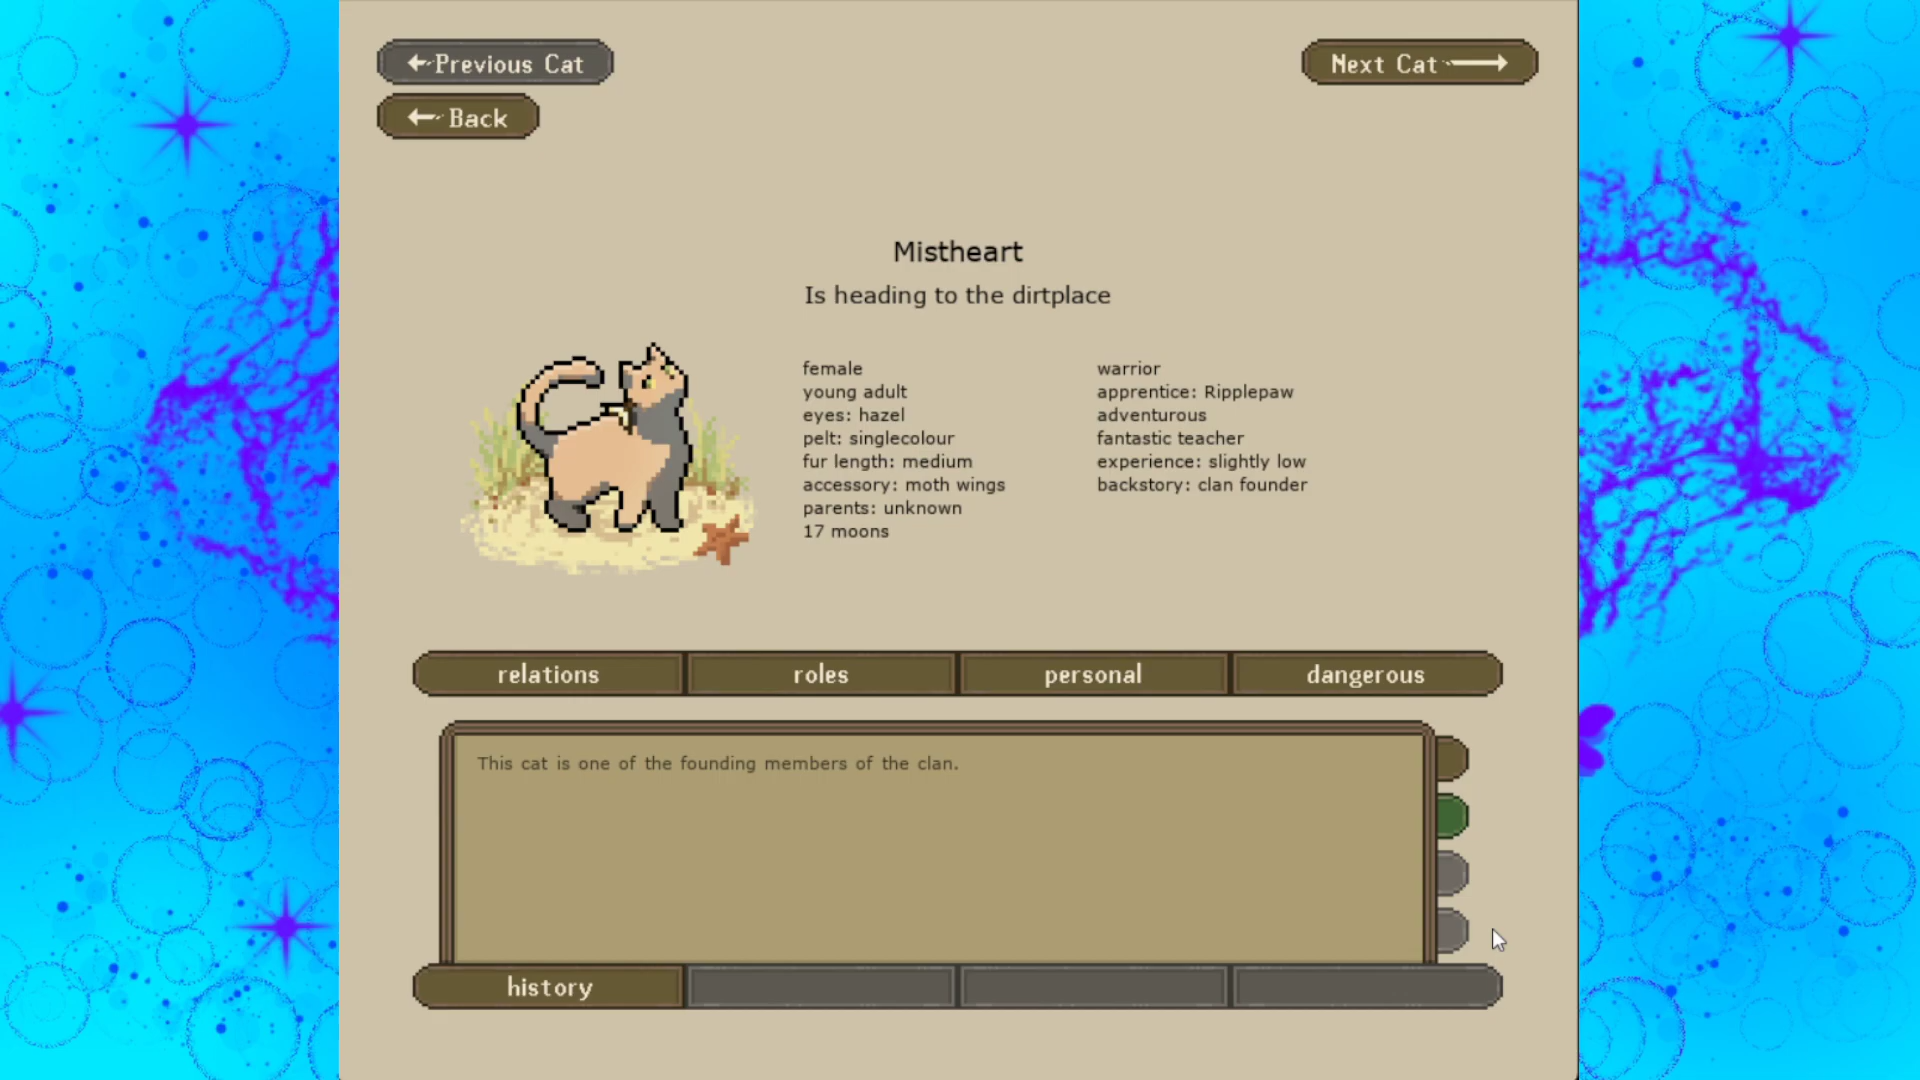 Previous Cat
Next Cat
Back
Mistheart
Is heading to the dirtplace
female
young adult
eyes: hazel
pelt: singlecolour
fur length: medium
accessory: moth wings
parents: unknown
17 moons
warrior
apprentice: Ripplepaw
adventurous
fantastic teacher
experience: slightly low
backstory: clan founder
relations
roles
personal
dangerous
This cat is one of the founding members of the clan.
history